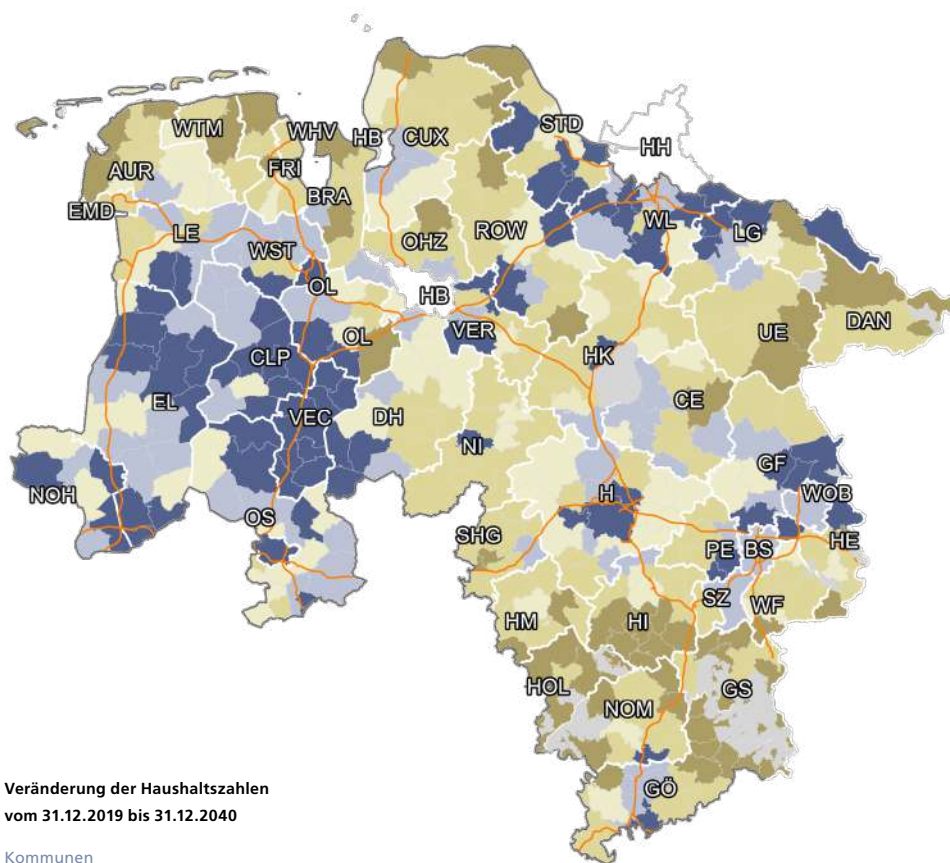 STD
HH
WTM
WHV
HB
CUX
AUR
FRI
BRA
EMD
LE
OHZ
ROW
WL
LG
WST
OL
HB
VER
OL
UE
DAN
CLP
HK
EL
VEC
DH
CE
NI
GF
NOH
H
WOB
OS
SHG
PE
BS
HE
SZ
WF
HM
HI
HOL
NOM
GS
GÖ
Veränderung der Haushaltszahlen
vom 31.12.2019 bis 31.12.2040
Kommunen